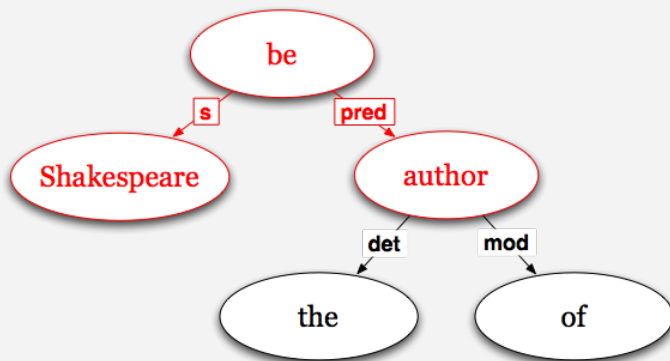 be
s pred
Shakespeare author
det mod
the of